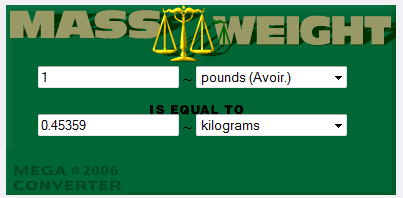 MASS WEIGHT
1 ~ pounds (Avoir.)
IS EQUAL TO
0.45359 ~ kilograms
MEGA © 2006
CONVERTER